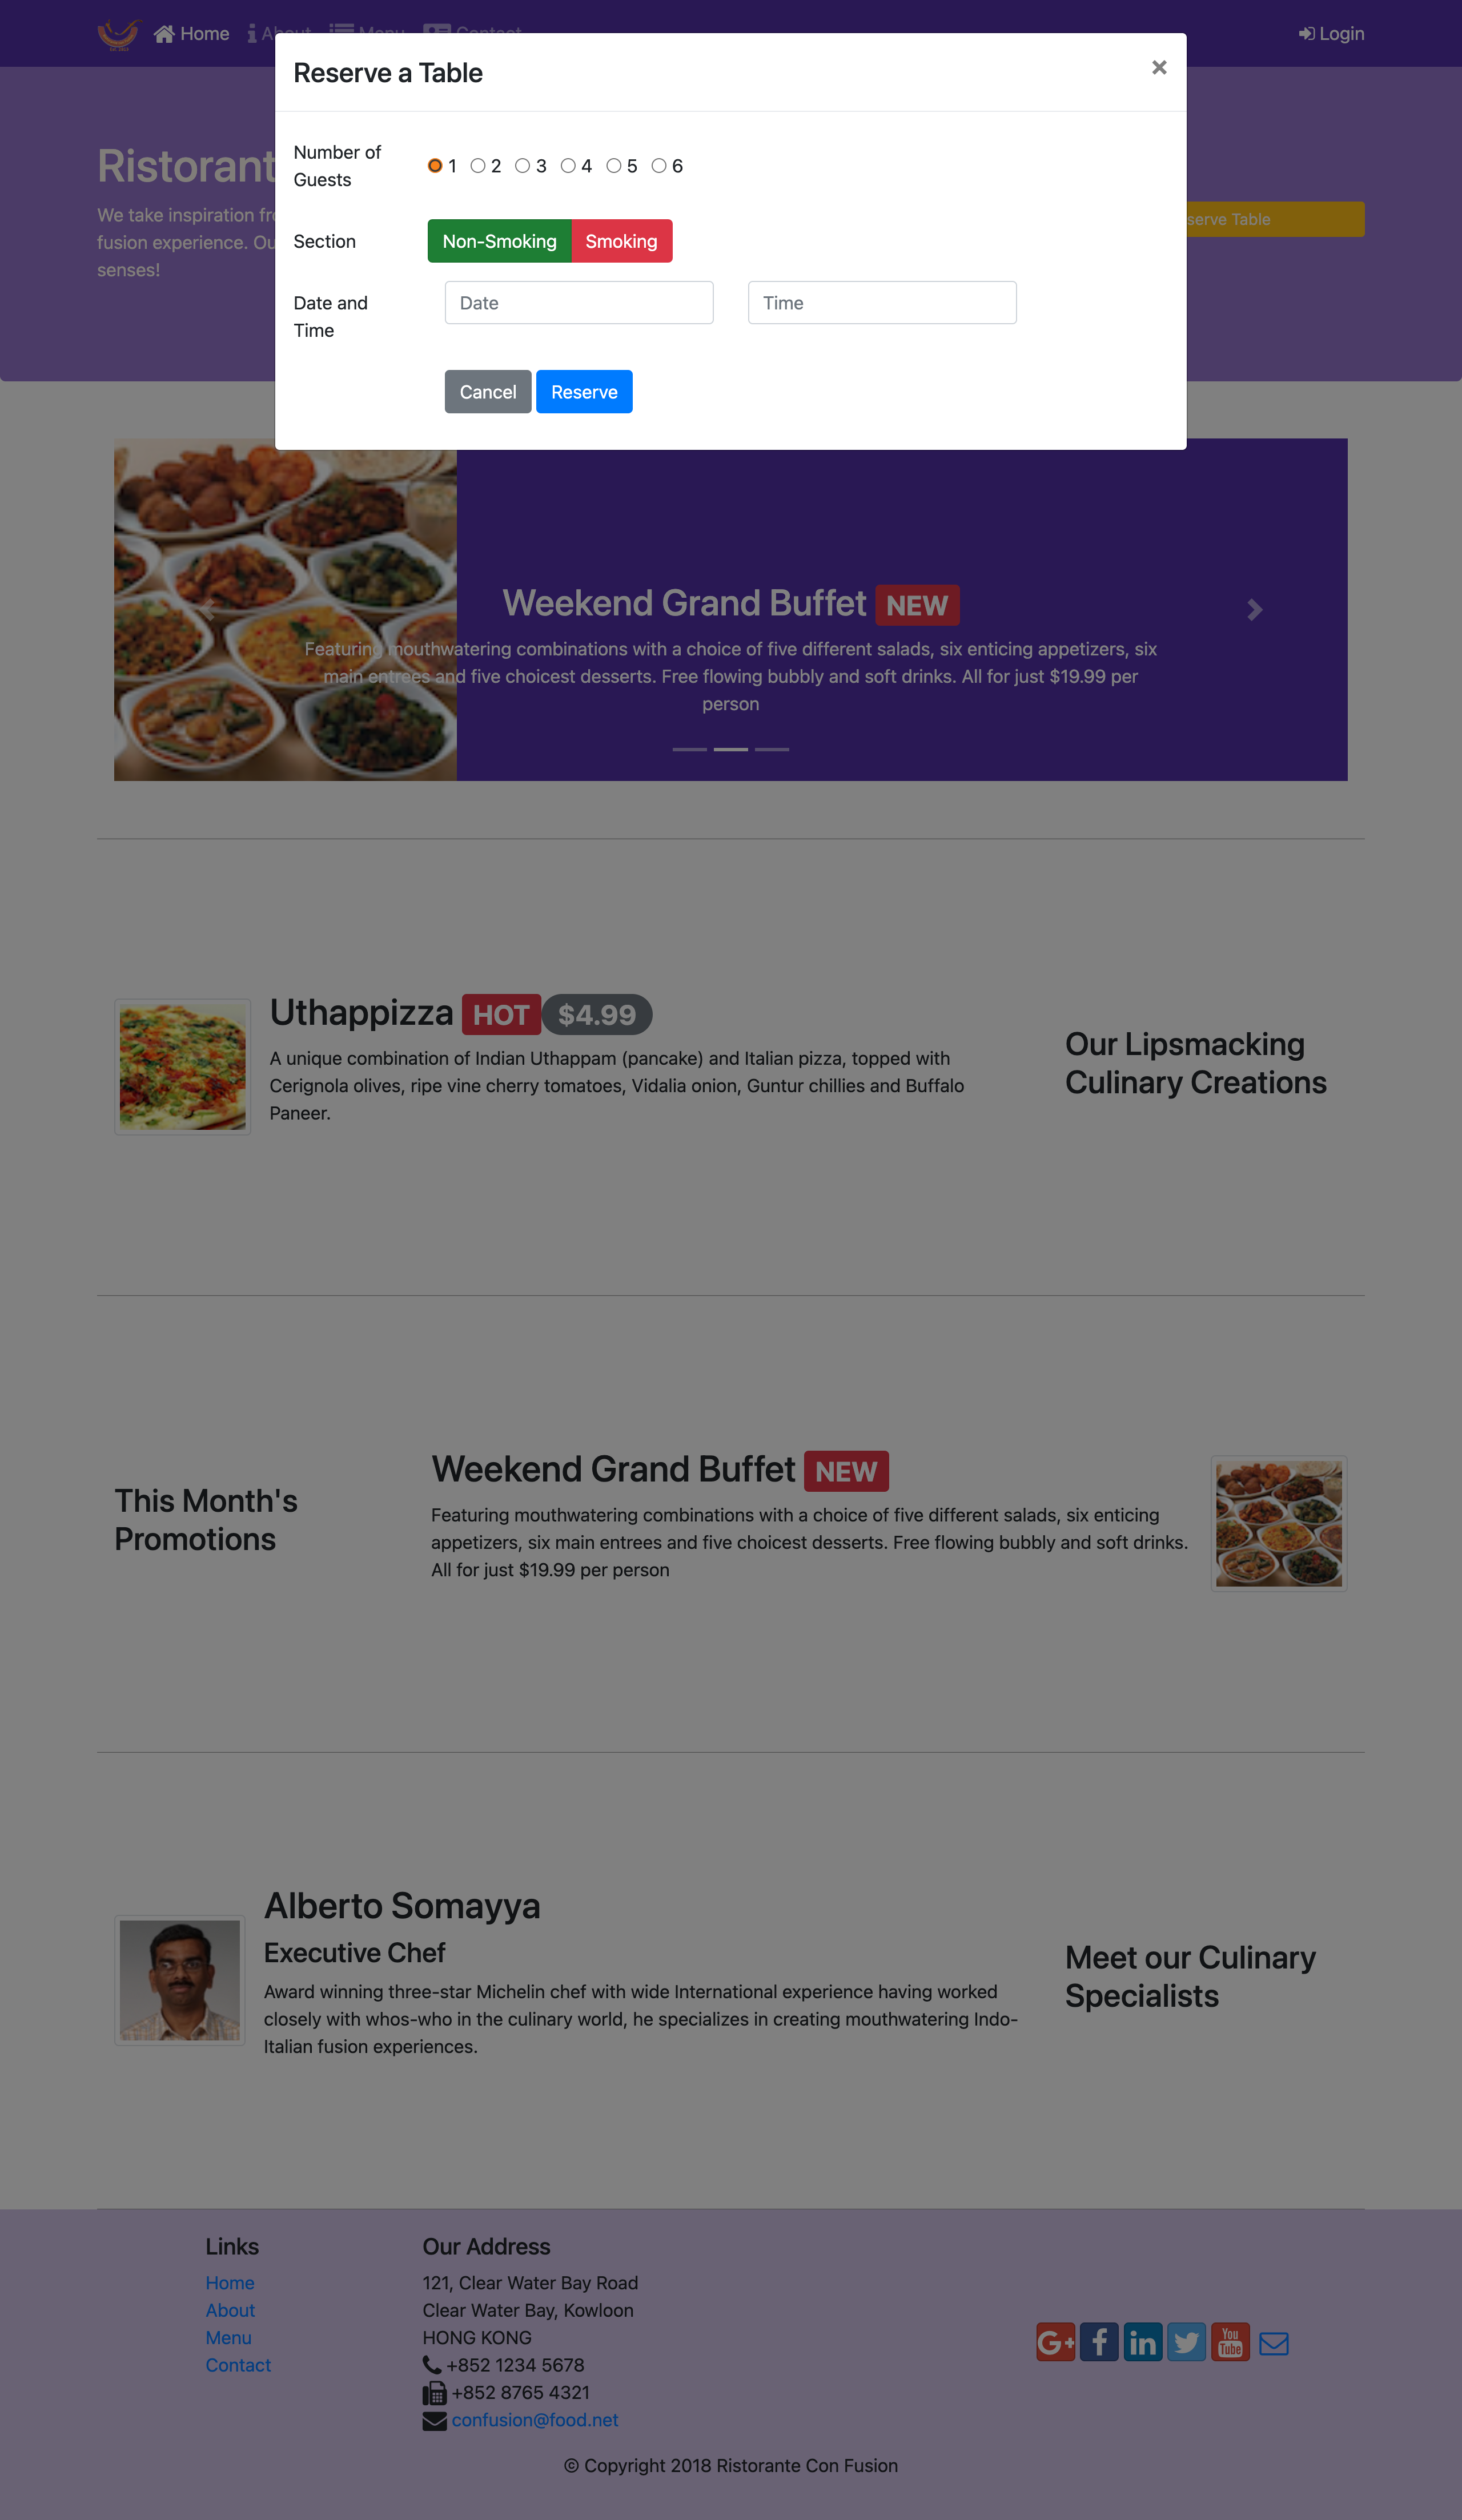 Home
Login
Reserve a Table
×
Number of
Guests
1 2 3 4 5 6
Section
Non-Smoking Smoking
Date and
Time
Date
Time
Cancel Reserve
Ristorant
We take inspiration fr
fusion experience. Ou
senses!
serve Table
Weekend Grand Buffet NEW
Featuring mouthwatering combinations with a choice of five different salads, six enticing appetizers, six
main entrees and five choicest desserts. Free flowing bubbly and soft drinks. All for just $19.99 per
person
Uthappizza HOT $4.99
A unique combination of Indian Uthappam (pancake) and Italian pizza, topped with
Cerignola olives, ripe vine cherry tomatoes, Vidalia onion, Guntur chillies and Buffalo
Paneer.
Our Lipsmacking
Culinary Creations
This Month's
Promotions
Weekend Grand Buffet NEW
Featuring mouthwatering combinations with a choice of five different salads, six enticing
appetizers, six main entrees and five choicest desserts. Free flowing bubbly and soft drinks.
All for just $19.99 per person
Alberto Somayya
Executive Chef
Award winning three-star Michelin chef with wide International experience having worked
closely with whos-who in the culinary world, he specializes in creating mouthwatering Indo-
Italian fusion experiences.
Meet our Culinary
Specialists
Links
Home
About
Menu
Contact
Our Address
121, Clear Water Bay Road
Clear Water Bay, Kowloon
HONG KONG
+852 1234 5678
+852 8765 4321
confusion@food.net
G+ f in You Tube
© Copyright 2018 Ristorante Con Fusion